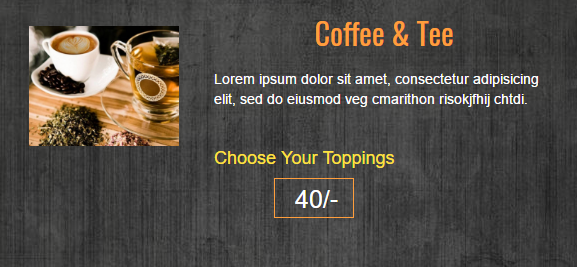 Coffee & Tee
Lorem ipsum dolor sit amet, consectetur adipisicing
elit, sed do eiusmod veg cmarithon risokjfhij chtdi.
Choose Your Toppings
40/-